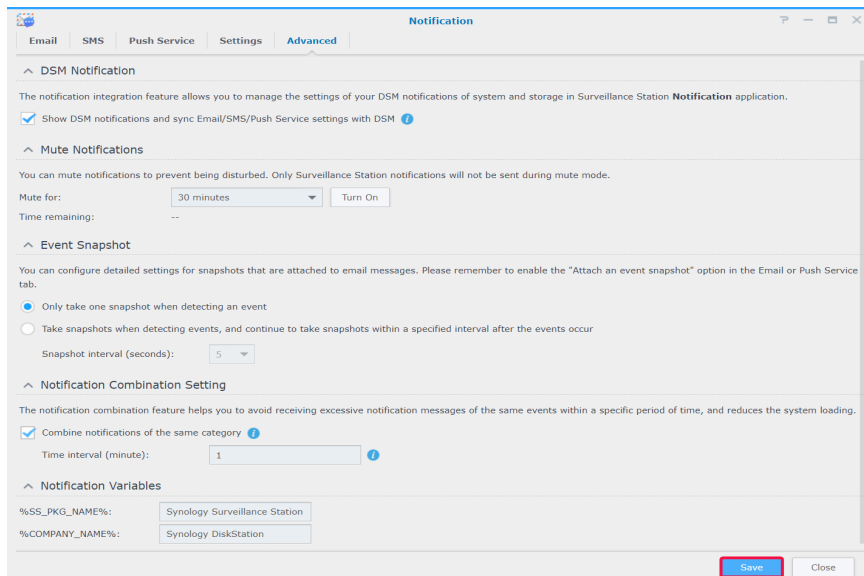 Notification
Email SMS Push Service Settings Advanced
DSM Notification
The notification integration feature allows you to manage the settings of your DSM notifications of system and storage in Surveillance Station Notification application.
Show DSM notifications and sync Email/SMS/Push Service settings with DSM
Mute Notifications
You can mute notifications to prevent being disturbed. Only Surveillance Station notifications will not be sent during mute mode.
Mute for: 30 minutes Turn On
Time remaining: --
Event Snapshot
You can configure detailed settings for snapshots that are attached to email messages. Please remember to enable the "Attach an event snapshot" option in the Email or Push Service
tab.
Only take one snapshot when detecting an event
Take snapshots when detecting events, and continue to take snapshots within a specified interval after the events occur
Snapshot interval (seconds): 5
Notification Combination Setting
The notification combination feature helps you to avoid receiving excessive notification messages of the same events within a specific period of time, and reduces the system loading.
Combine notifications of the same category
Time interval (minute): 1
Notification Variables
%SS_PKG_NAME%: Synology Surveillance Station
%COMPANY_NAME%: Synology DiskStation
Save Close